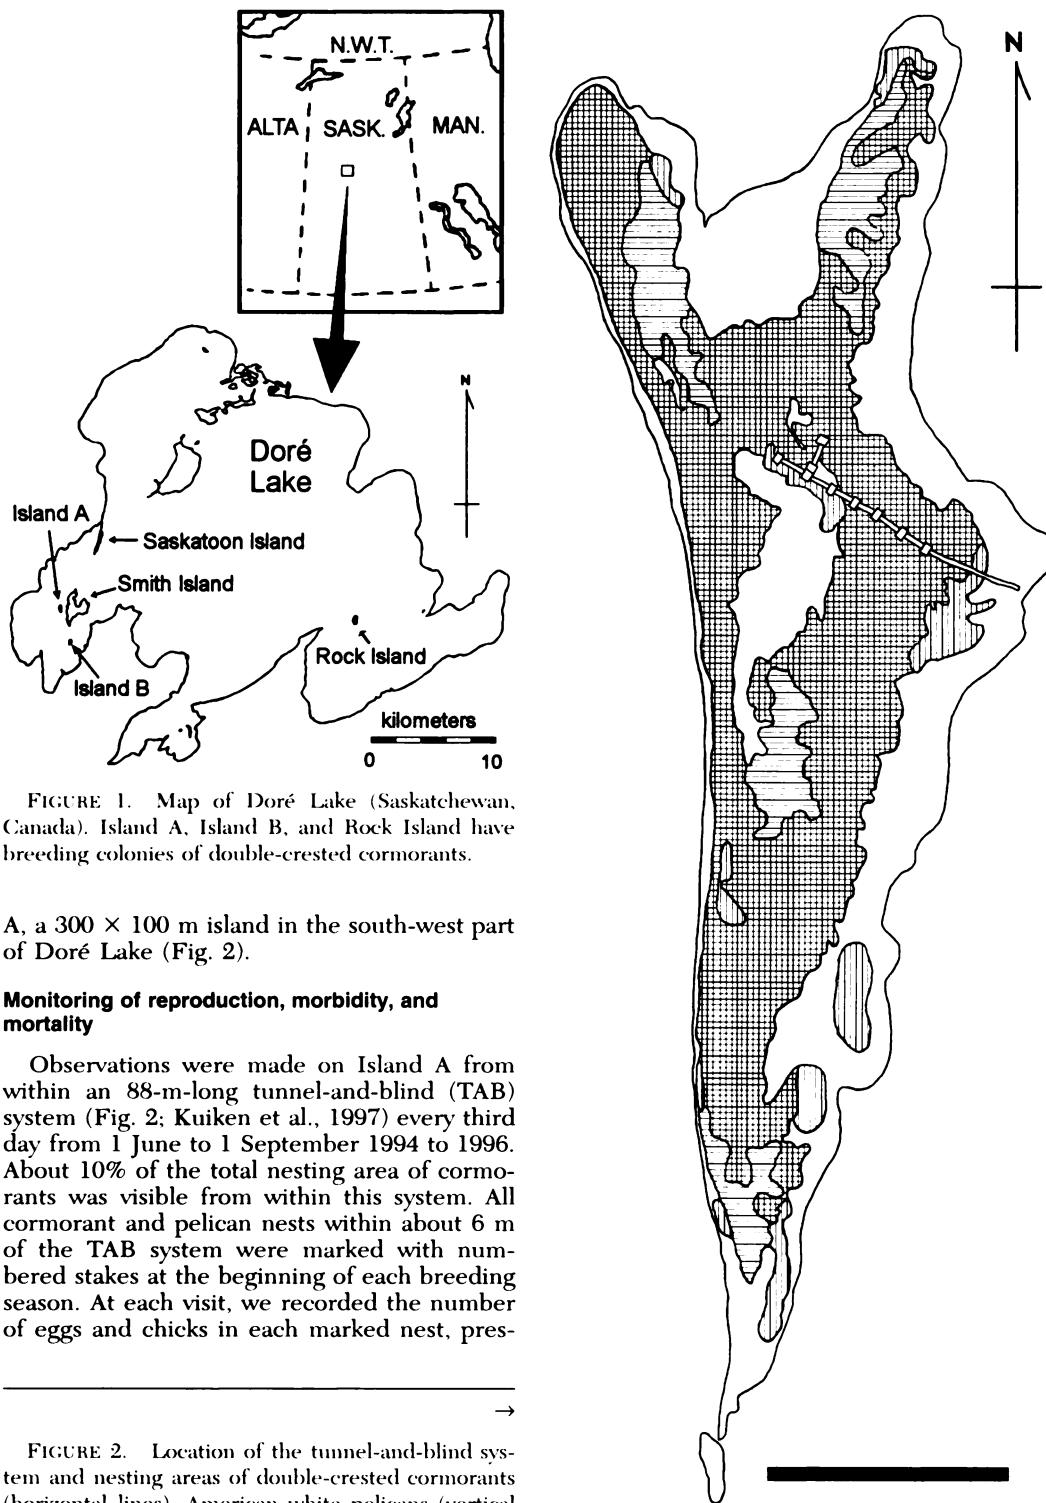 N.W.T.
ALTA
SASK.
MAN.
N
Doré
Lake
Island A
Saskatoon Island
Smith Island
Rock Island
Island B
kilometers
0
10
FIGURE 1. Map of Doré Lake (Saskatchewan,
Canada). Island A, Island B, and Rock Island have
breeding colonies of double-crested cormorants.
A, a 300 × 100 m island in the south-west part
of Doré Lake (Fig. 2).
Monitoring of reproduction, morbidity, and
mortality
Observations were made on Island A from
within an 88-m-long tunnel-and-blind (TAB)
system (Fig. 2; Kuiken et al., 1997) every third
day from 1 June to 1 September 1994 to 1996.
About 10% of the total nesting area of cormo-
rants was visible from within this system. All
cormorant and pelican nests within about 6 m
of the TAB system were marked with num-
bered stakes at the beginning of each breeding
season. At each visit, we recorded the number
of eggs and chicks in each marked nest, pres-
→
FIGURE 2. Location of the tunnel-and-blind sys-
tem and nesting areas of double-crested cormorants
(horizontal lines), American white pelicans (vertical
N